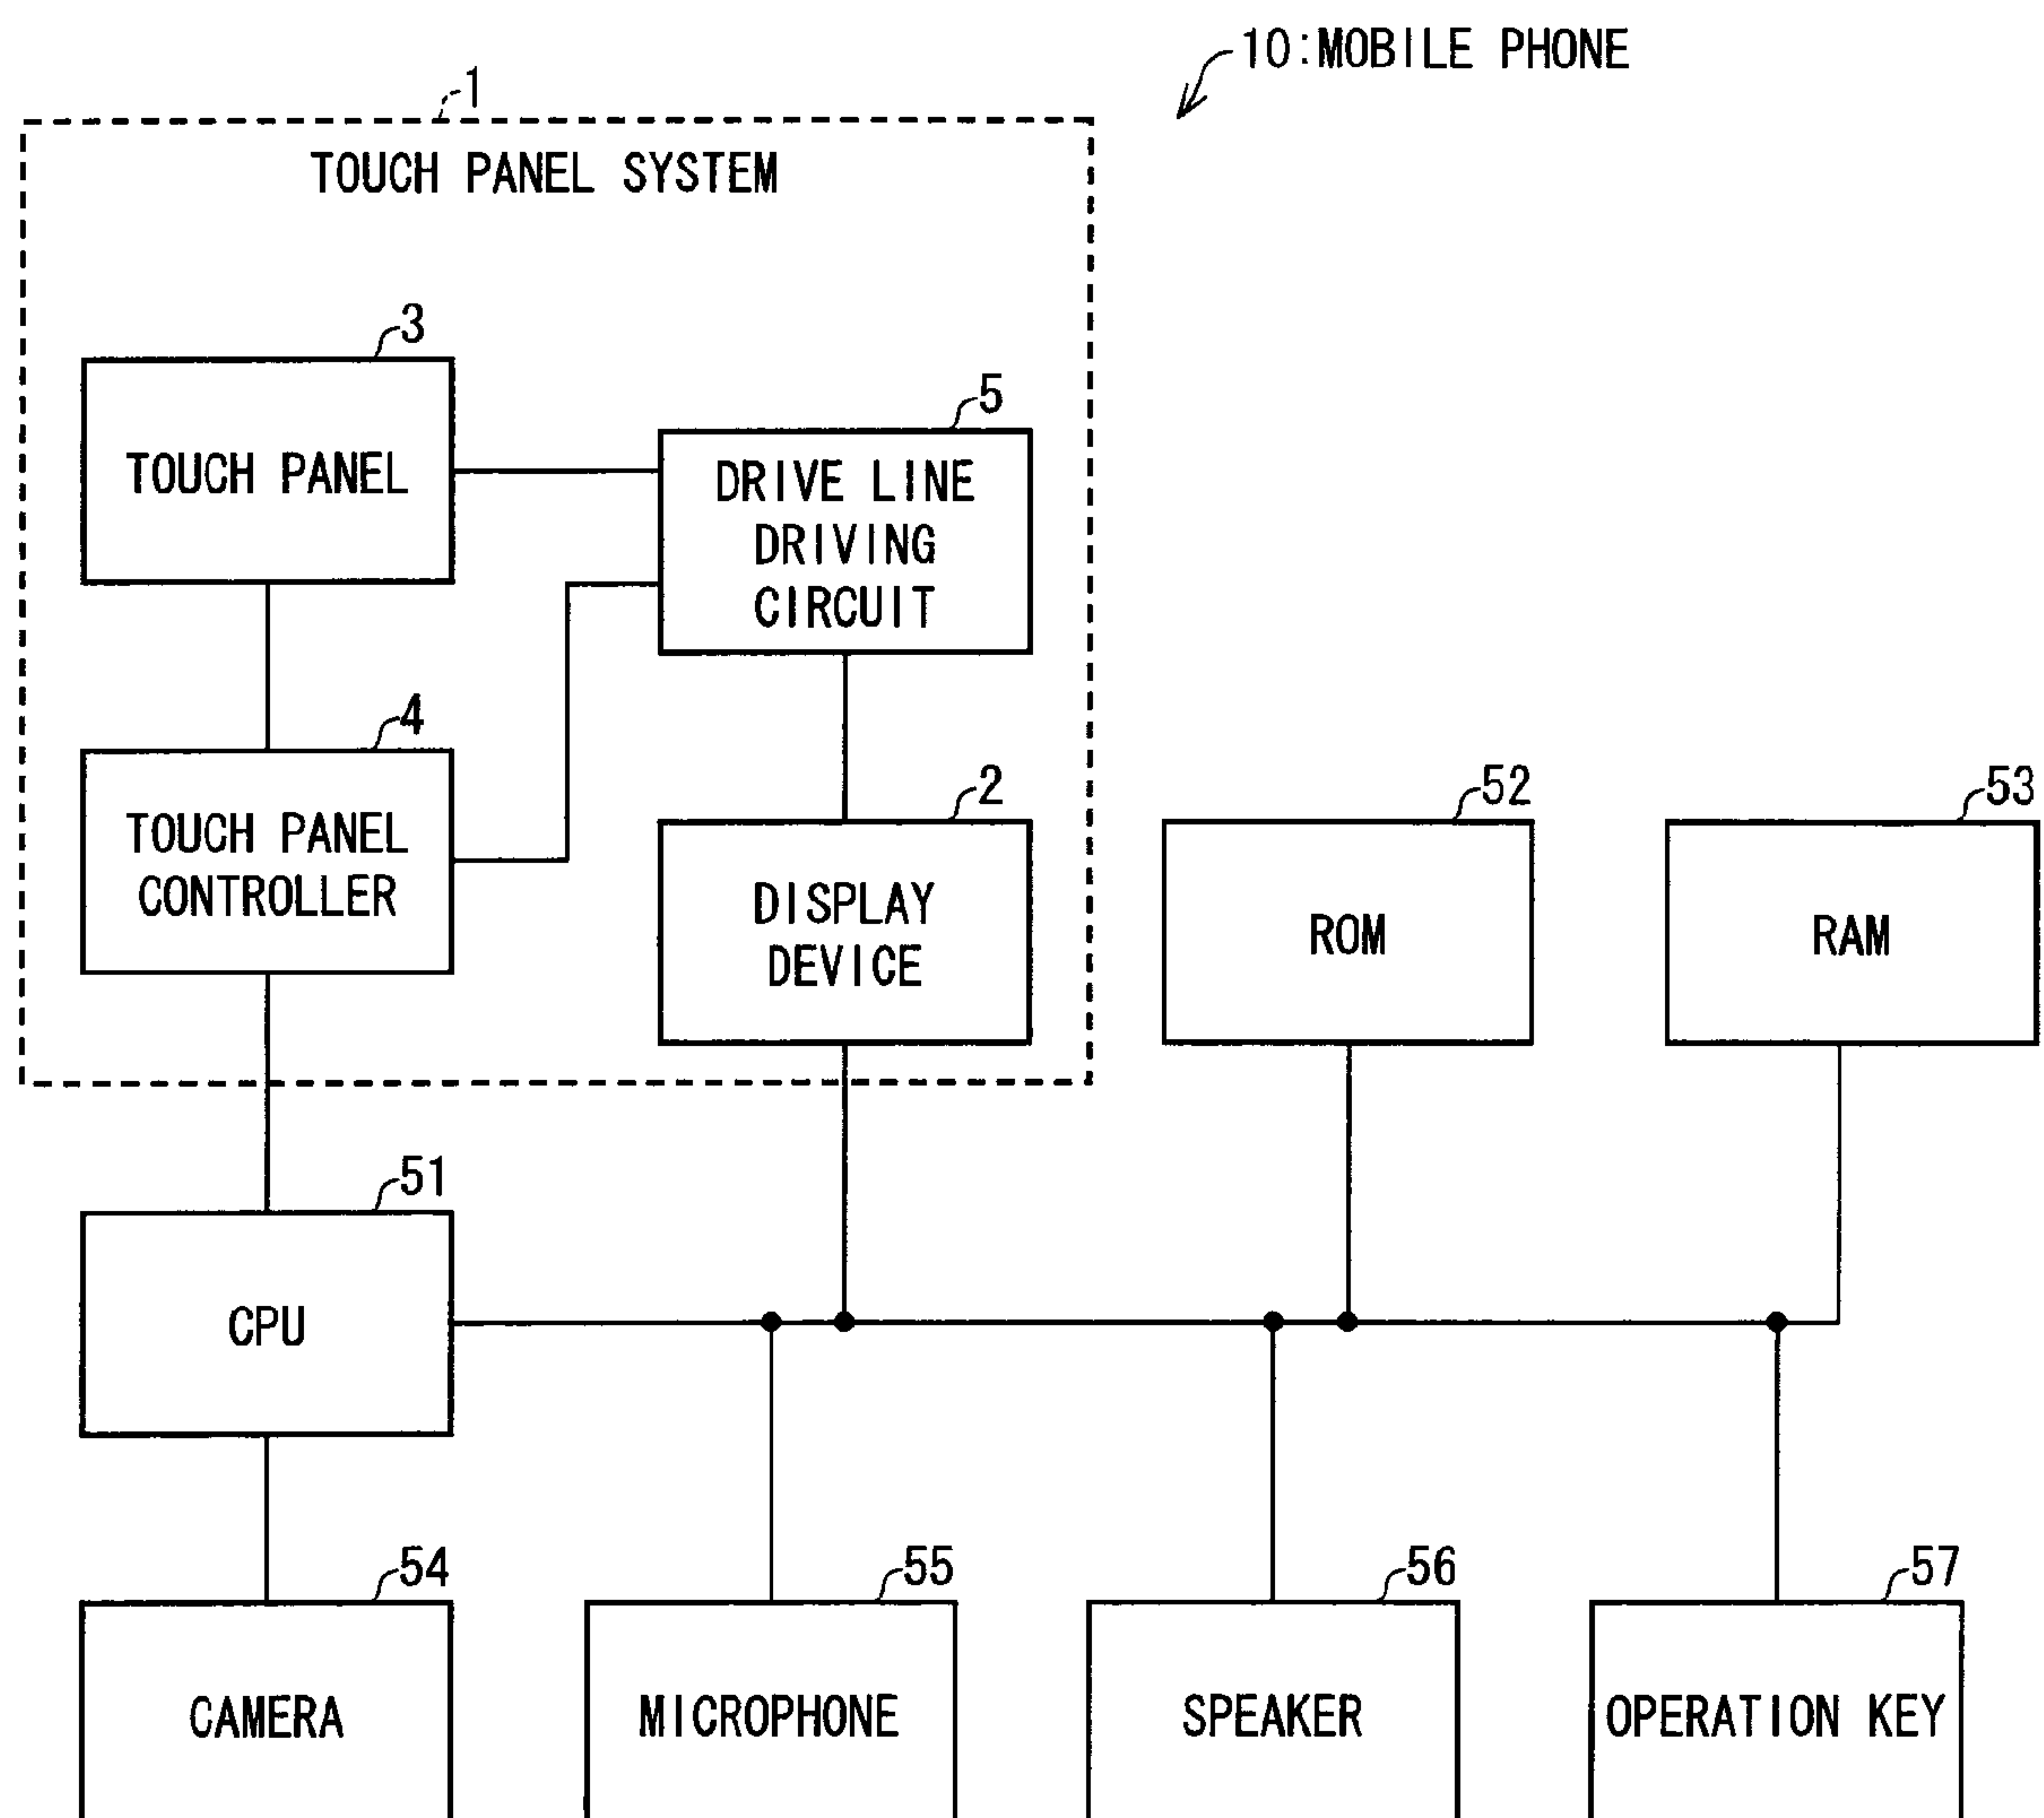 10:MOBILE PHONE
1
TOUCH PANEL SYSTEM
3
TOUCH PANEL
5
DRIVE LINE
DRIVING
CIRCUIT
4
TOUCH PANEL
CONTROLLER
2
DISPLAY
DEVICE
52
ROM
53
RAM
51
CPU
54
CAMERA
55
MICROPHONE
56
SPEAKER
57
OPERATION KEY